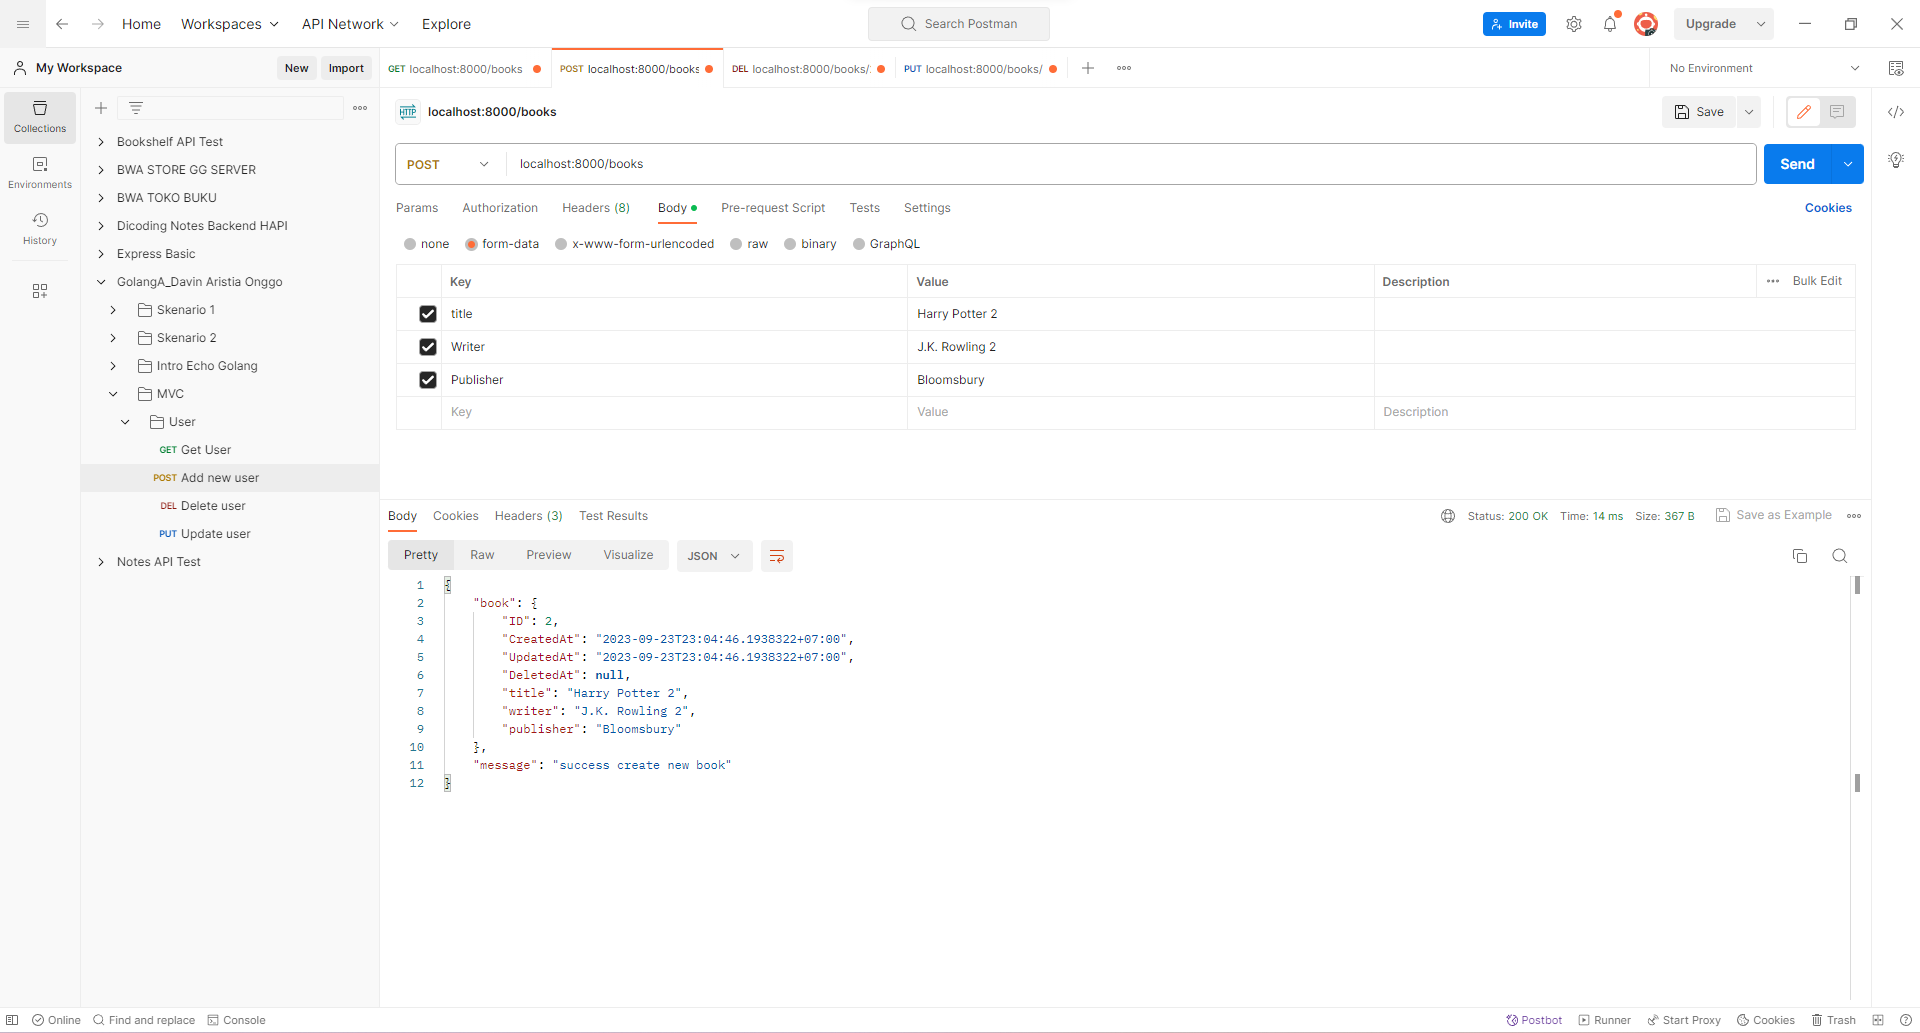 Home Workspaces API Network Explore Search Postman Invite Upgrade
My Workspace New Import GET localhost:8000/books POST localhost:8000/books DEL localhost:8000/books/ PUT localhost:8000/books/ No Environment
Collections
Environments
History
Bookshelf API Test
BWA STORE GG SERVER
BWA TOKO BUKU
Dicoding Notes Backend HAPI
Express Basic
GolangA_Davin Aristia Onggo
Skenario 1
Skenario 2
Intro Echo Golang
MVC
User
GET Get User
POST Add new user
DEL Delete user
PUT Update user
Notes API Test
HTTP localhost:8000/books Save
POST localhost:8000/books Send
Params Authorization Headers (8) Body Pre-request Script Tests Settings Cookies
none form-data x-www-form-urlencoded raw binary GraphQL
Key Value Description Bulk Edit
title Harry Potter 2
Writer J.K. Rowling 2
Publisher Bloomsbury
Key Value Description
Body Cookies Headers (3) Test Results Status: 200 OK Time: 14 ms Size: 367 B Save as Example
Pretty Raw Preview Visualize JSON
1 {
2 "book": {
3 "ID": 2,
4 "CreatedAt": "2023-09-23T23:04:46.1938322+07:00",
5 "UpdatedAt": "2023-09-23T23:04:46.1938322+07:00",
6 "DeletedAt": null,
7 "title": "Harry Potter 2",
8 "writer": "J.K. Rowling 2",
9 "publisher": "Bloomsbury"
10 },
11 "message": "success create new book"
12 }
Online Find and replace Console Postbot Runner Start Proxy Cookies Trash